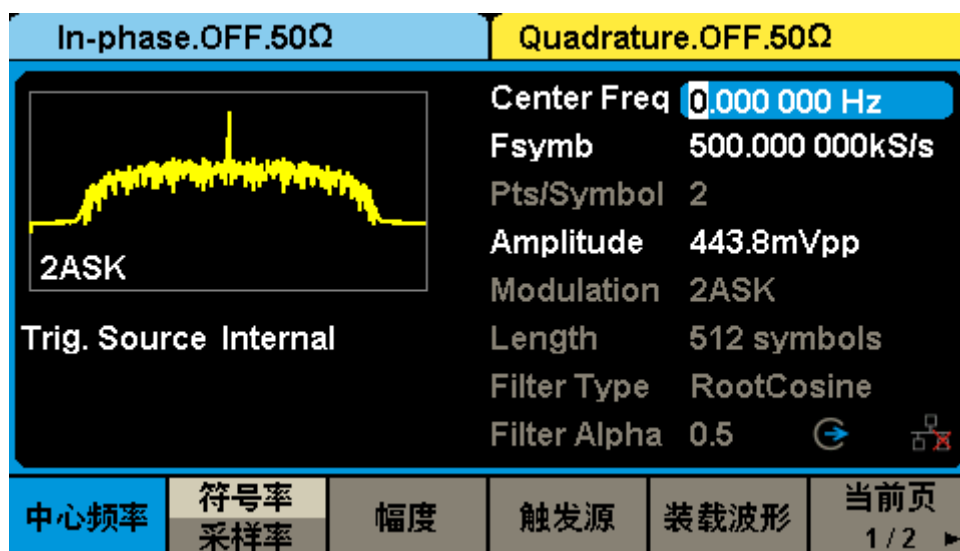 In-phase.OFF.50Ω
Quadrature.OFF.50Ω
2ASK
Trig. Source Internal
Center Freq 0.000 000 Hz
Fsymb 500.000 000kS/s
Pts/Symbol 2
Amplitude 443.8mVpp
Modulation 2ASK
Length 512 symbols
Filter Type RootCosine
Filter Alpha 0.5
中心频率
符号率
采样率
幅度
触发源
装载波形
当前页
1/2 ►